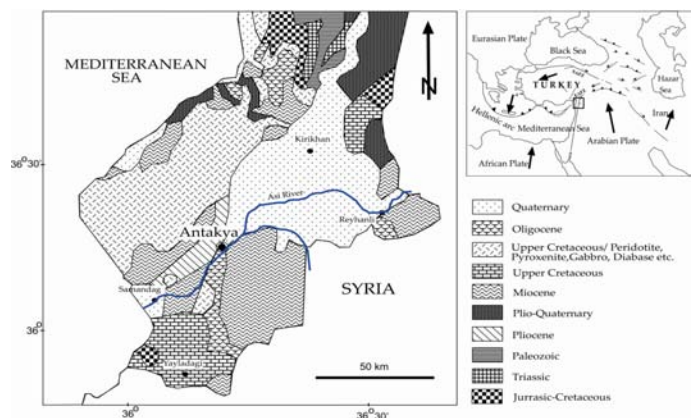 MEDITERRANEAN
SEA
N
Kirikhan
36° 30'
Asi River
Reyhanli
Antakya
Samandag
SYRIA
36°
Yayladagi
50 km
36°
36° 30'
Eurasian Plate
Black Sea
TURKEY
Hazar
Sea
Hellenic arc
Mediterranean Sea
Iran
Arabian Plate
African Plate
Quaternary
Oligocene
Upper Cretaceous/ Peridotite,
Pyroxenite,Gabbro, Diabase etc.
Upper Cretaceous
Miocene
Plio-Quaternary
Pliocene
Paleozoic
Triassic
Jurrasic-Cretaceous